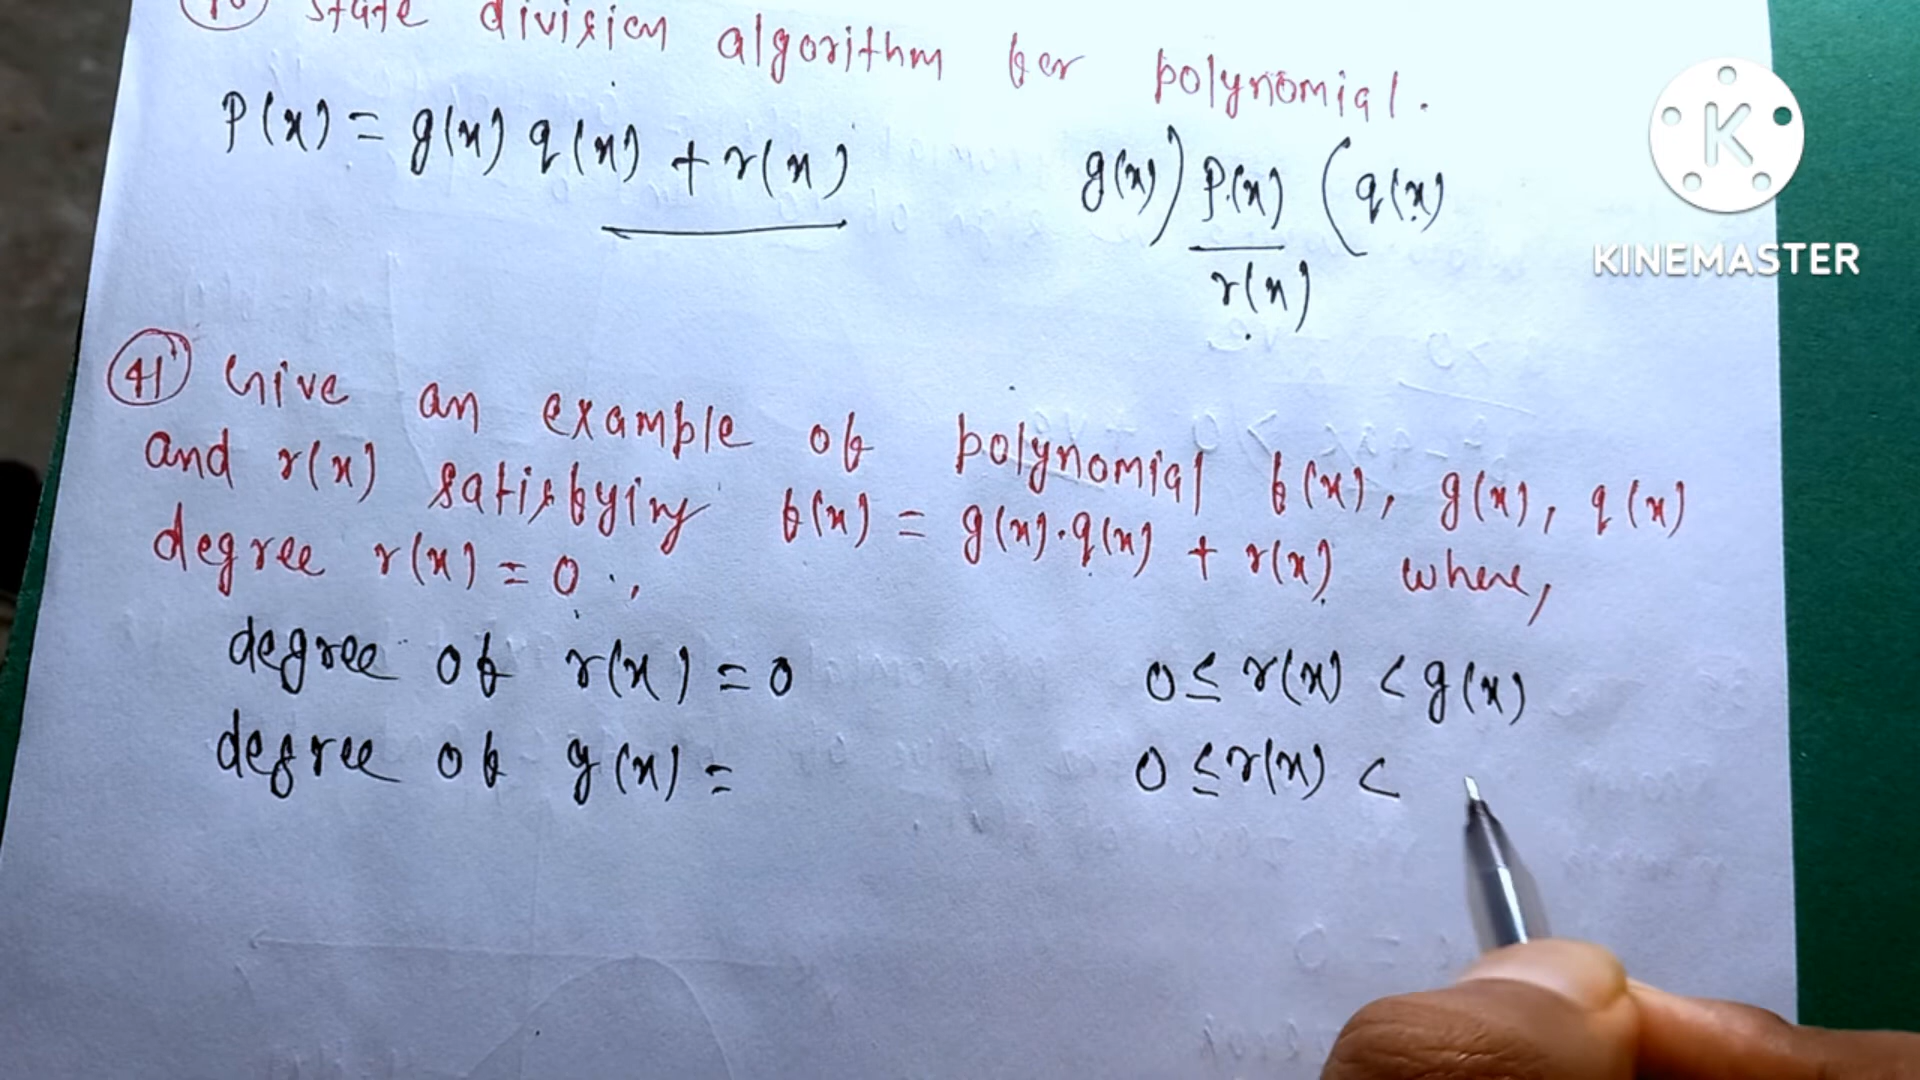 state division algorithm for polynomial.
P(x) = g(x) q(x) + r(x)
g(x) ) P(x) ( q(x)
r(x)
K
KINEMASTER
41 Give an example of polynomial f(x), g(x), q(x)
and r(x) satisfying f(x) = g(x).q(x) + r(x) where,
degree r(x) = 0.
degree of r(x) = 0
0 ≤ r(x) < g(x)
degree of g(x) =
0 ≤ r(x) <